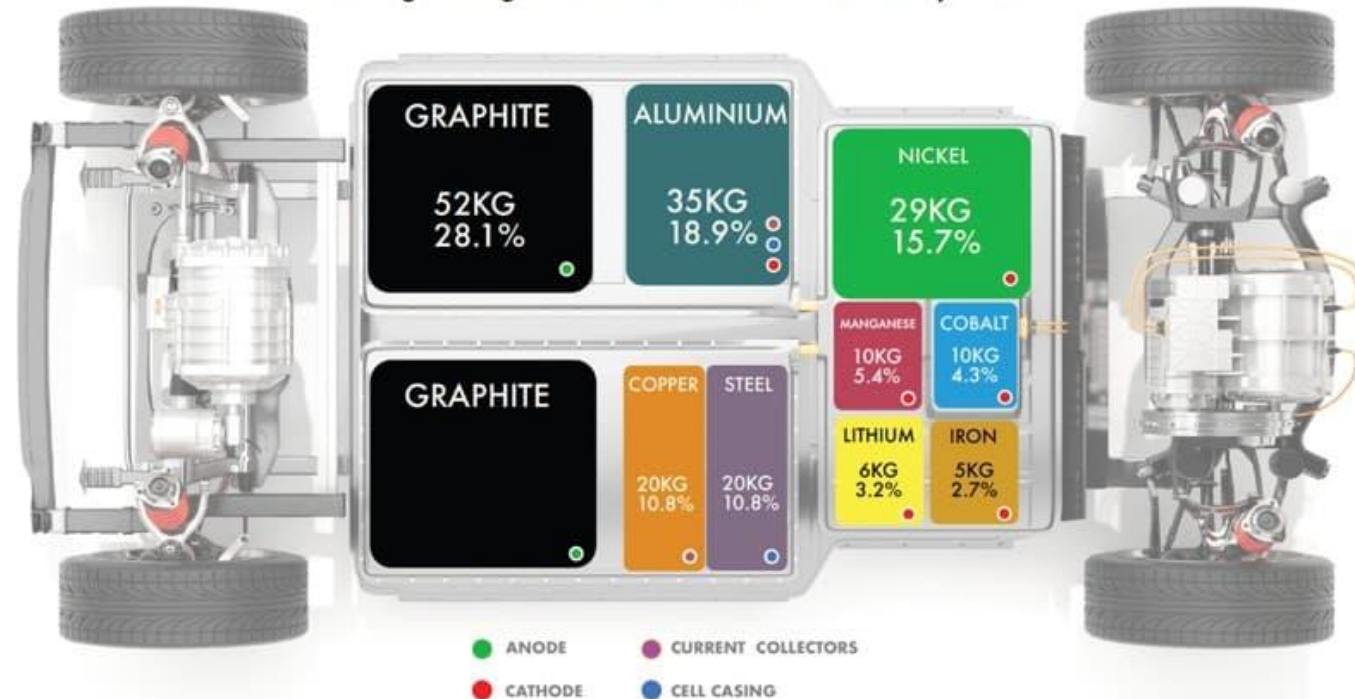 GRAPHITE
52KG
28.1%
ALUMINIUM
35KG
18.9%
NICKEL
29KG
15.7%
MANGANESE
10KG
5.4%
COBALT
10KG
4.3%
GRAPHITE
COPPER
20KG
10.8%
STEEL
20KG
10.8%
LITHIUM
6KG
3.2%
IRON
5KG
2.7%
ANODE
CURRENT COLLECTORS
CATHODE
CELL CASING